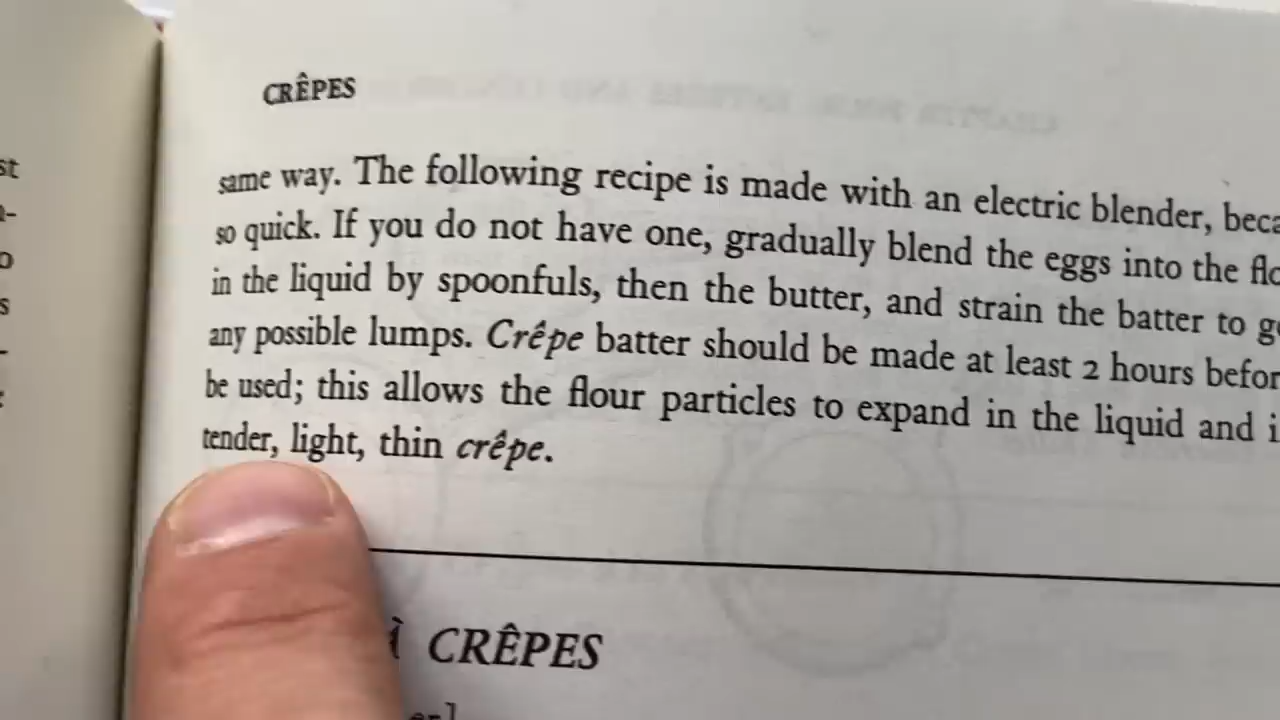 CRÊPES
same way. The following recipe is made with an electric blender, beca
so quick. If you do not have one, gradually blend the eggs into the flo
in the liquid by spoonfuls, then the butter, and strain the batter to g
any possible lumps. Crêpe batter should be made at least 2 hours befor
be used; this allows the flour particles to expand in the liquid and i
tender, light, thin crêpe.
À CRÊPES
er]
st
n-
o
s
-